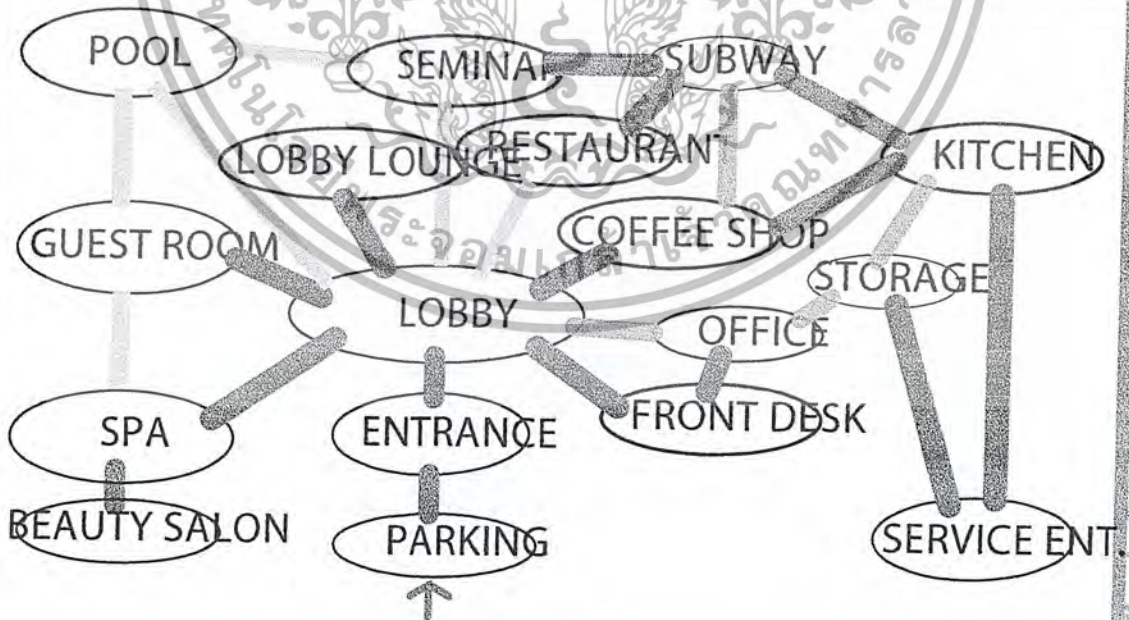 POOL
SEMINAR
SUBWAY
LOBBY LOUNGE
RESTAURANT
KITCHEN
GUEST ROOM
COFFEE SHOP
STORAGE
LOBBY
OFFICE
SPA
ENTRANCE
FRONT DESK
BEAUTY SALON
PARKING
SERVICE ENT.